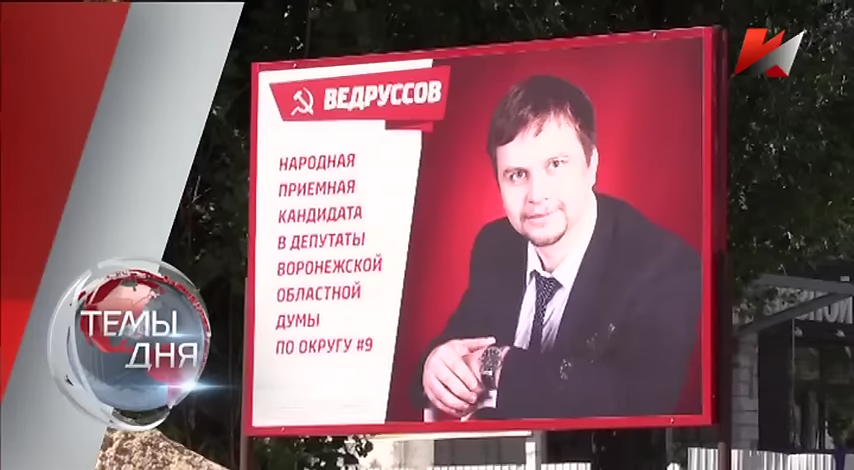 ВЕДРУССОВ
НАРОДНАЯ
ПРИЕМНАЯ
КАНДИДАТА
В ДЕПУТАТЫ
ВОРОНЕЖСКОЙ
ОБЛАСТНОЙ
ДУМЫ
ПО ОКРУГУ #9
ТЕМЫ
ДНЯ